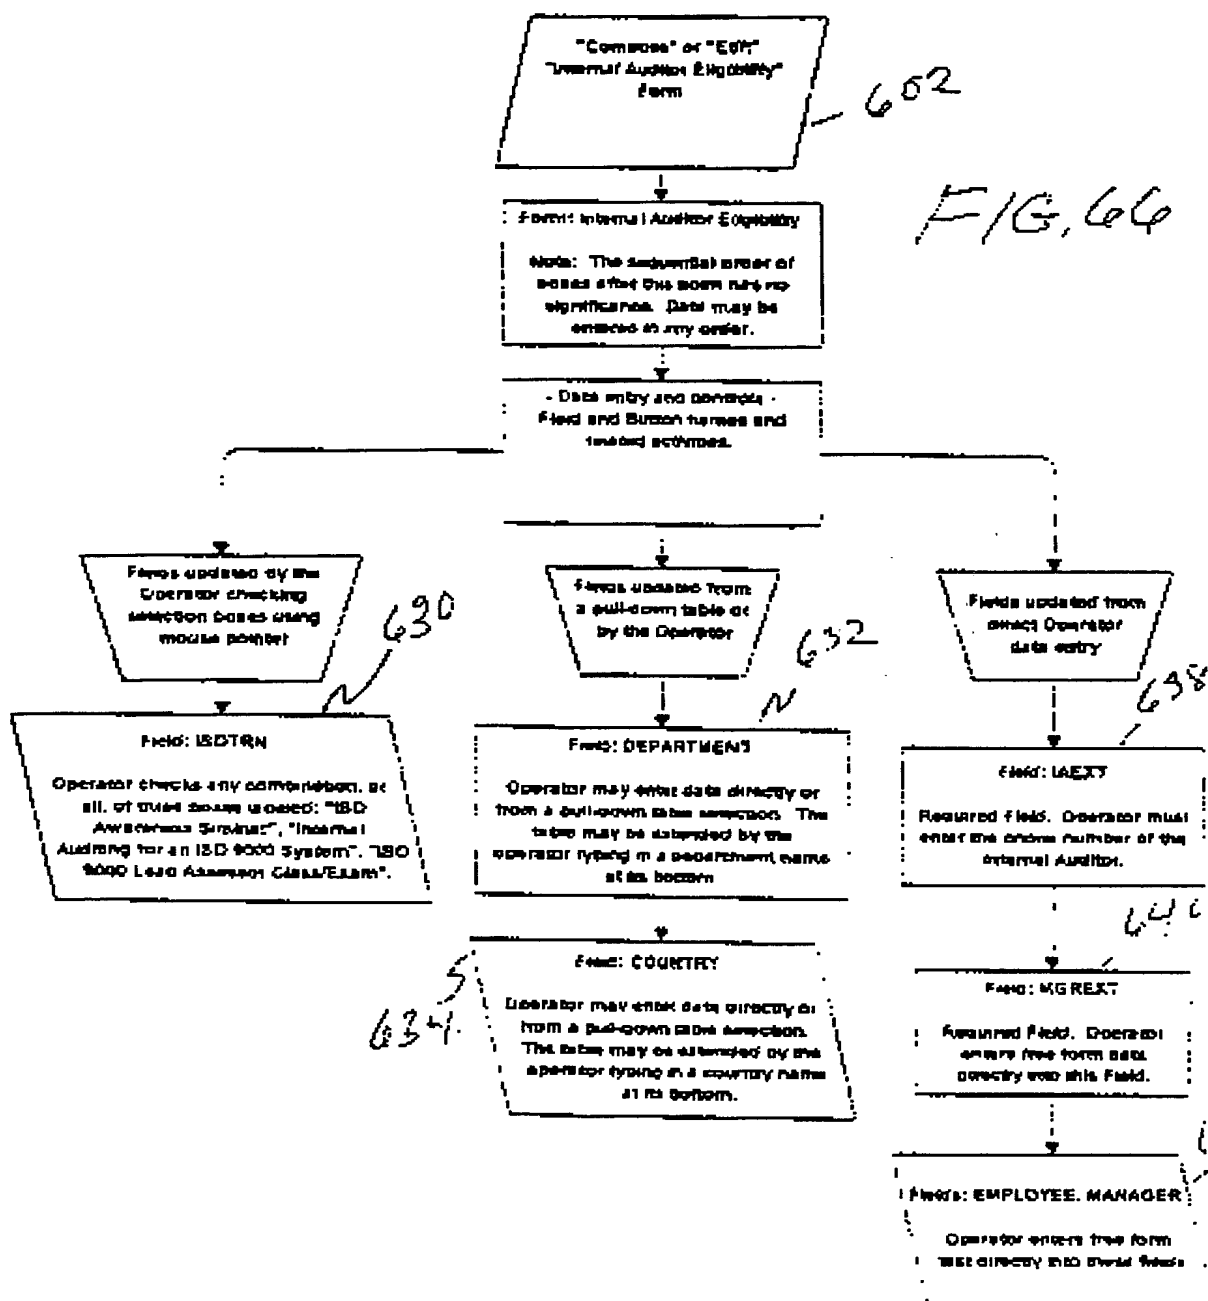 "Compose" or "Edit"
"Internal Auditor Eligibility"
Form
602
FIG. 66
Form: Internal Auditor Eligibility
Note: The sequential order of
boxes after this point has no
significance. Data may be
entered in any order.
- Data entry and controls -
Field and Button names and
related activities.
Fields updated by the
Operator checking
selection boxes using
mouse pointer
630
Fields updated from
a pull-down table or
by the Operator
632
Fields updated from
direct Operator
data entry
638
Field: ISOTRN
Operator checks any combination, or
all, of three boxes labeled: "ISO
Awareness Seminar", "Internal
Auditing for an ISO 9000 System", "ISO
9000 Lead Assessor Class/Exam".
Field: DEPARTMENT
Operator may enter data directly or
from a pull-down table selection. The
table may be extended by the
operator typing in a department name
at its bottom
Field: IAEXT
Required Field. Operator must
enter the phone number of the
Internal Auditor.
634
Field: COUNTRY
Operator may enter data directly or
from a pull-down table selection.
The table may be extended by the
operator typing in a country name
at its bottom.
Field: MGREXT
Required Field. Operator
enters free form data
directly into this Field.
Fields: EMPLOYEE, MANAGER
Operator enters free form
text directly into these fields